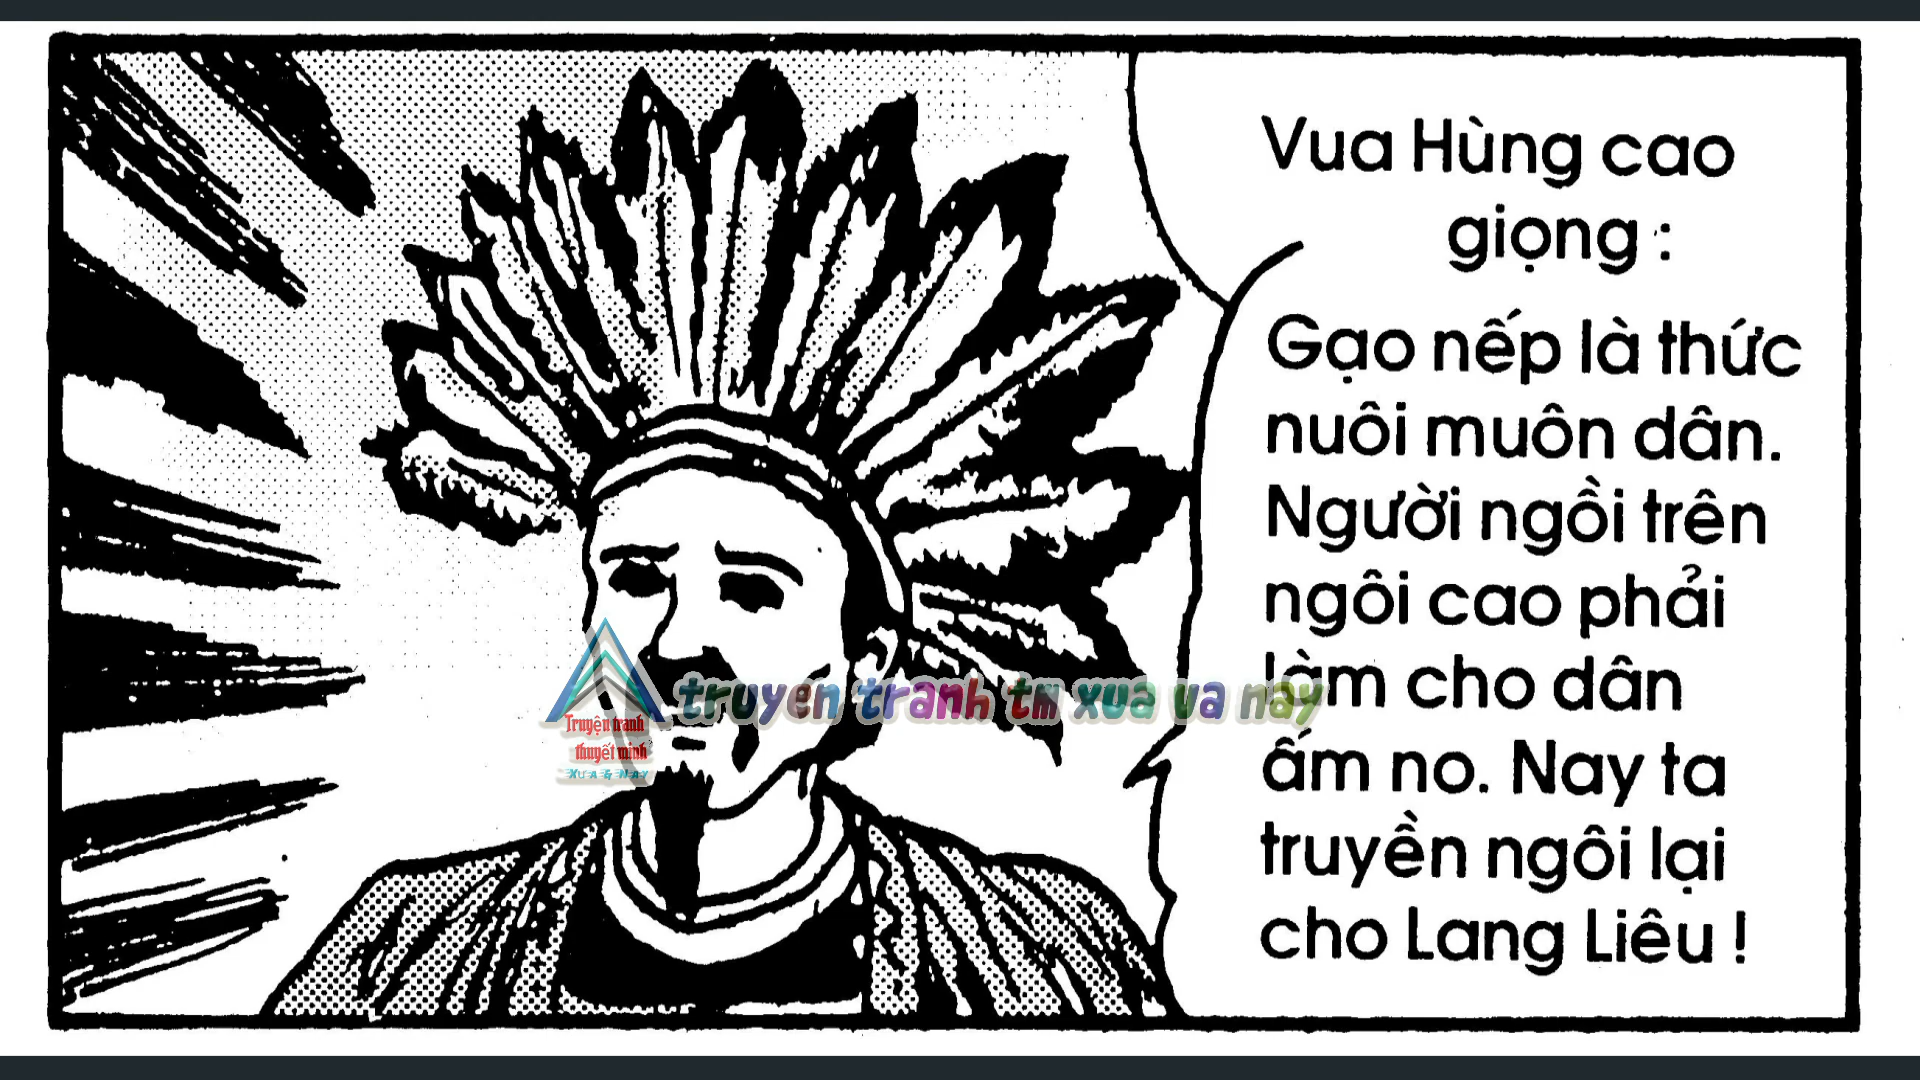 Vua Hùng cao
giọng :
Gạo nếp là thức
nuôi muôn dân.
Người ngồi trên
ngôi cao phải
làm cho dân
ấm no. Nay ta
truyền ngôi lại
cho Lang Liêu !
truyen tranh tm xua va nay
Truyện tranh
thuyết minh
XƯA & NAY